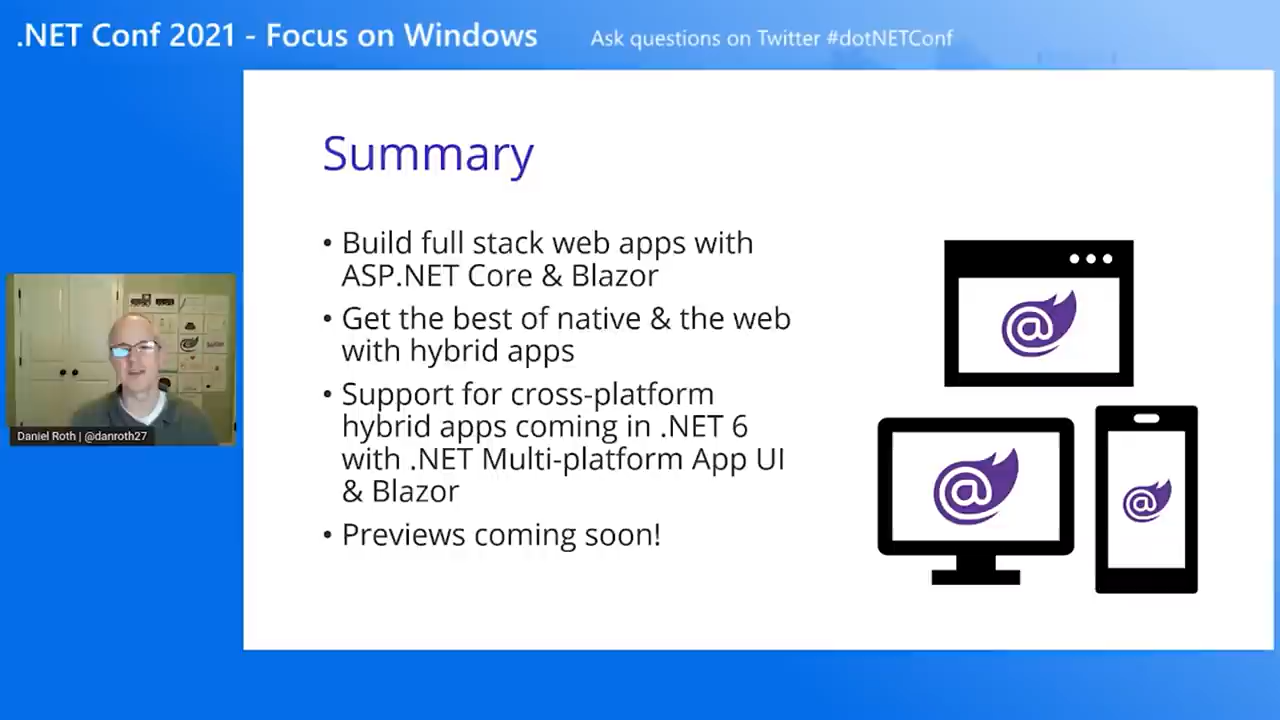 .NET Conf 2021 - Focus on Windows
Ask questions on Twitter #dotNETConf
Summary
• Build full stack web apps with
ASP.NET Core & Blazor
• Get the best of native & the web
with hybrid apps
• Support for cross-platform
hybrid apps coming in .NET 6
with .NET Multi-platform App UI
& Blazor
• Previews coming soon!
Daniel Roth | @danroth27